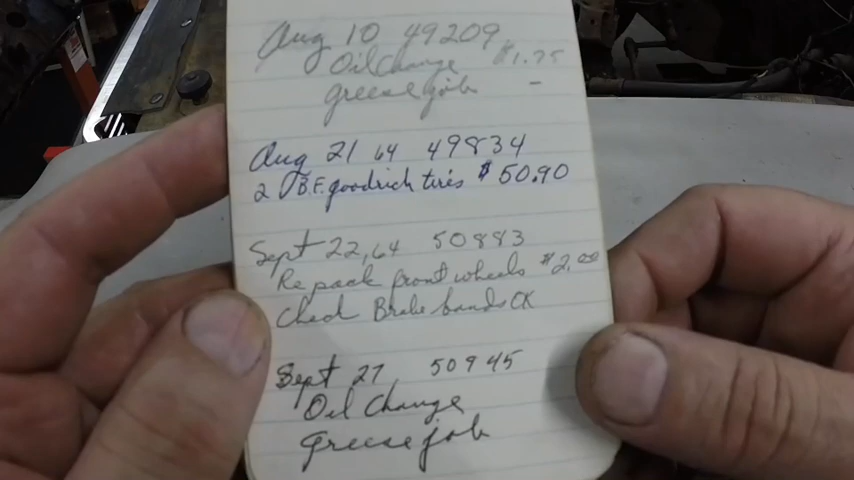 Aug 10 49209
Oil Change $1.75
grease job -
Aug 21 64 49834
2 B.F. goodrich tires $50.90
Sept 22, 64 50883
Repack front wheels $2.00
Check Brake bands OK
Sept 27 50945
Oil Change
Grease job